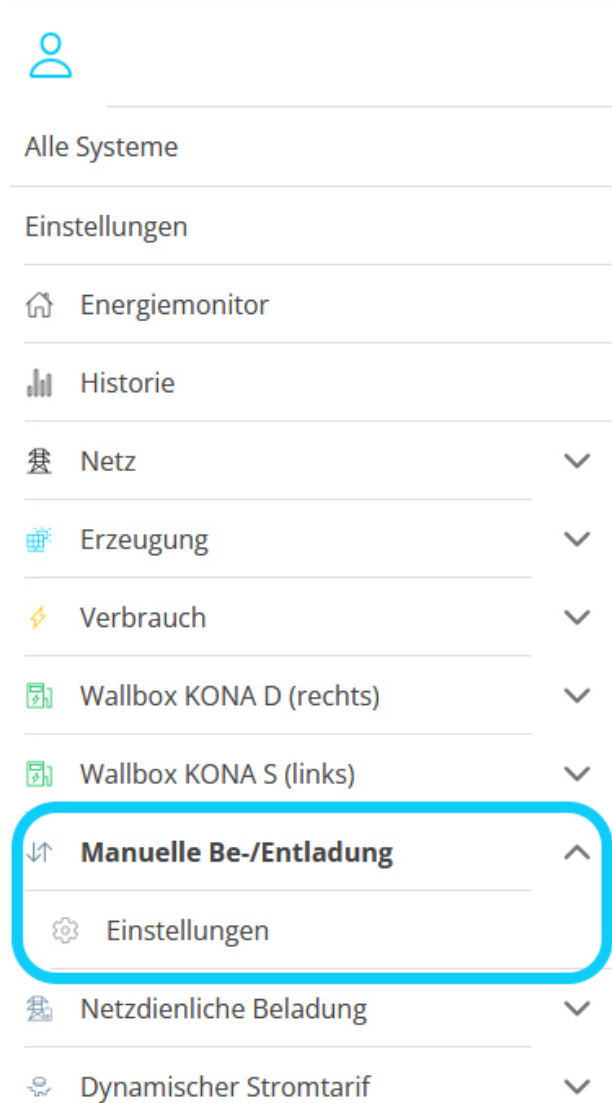 Alle Systeme
Einstellungen
Energiemonitor
Historie
Netz
Erzeugung
Verbrauch
Wallbox KONA D (rechts)
Wallbox KONA S (links)
Manuelle Be-/Entladung
Einstellungen
Netzdienliche Beladung
Dynamischer Stromtarif